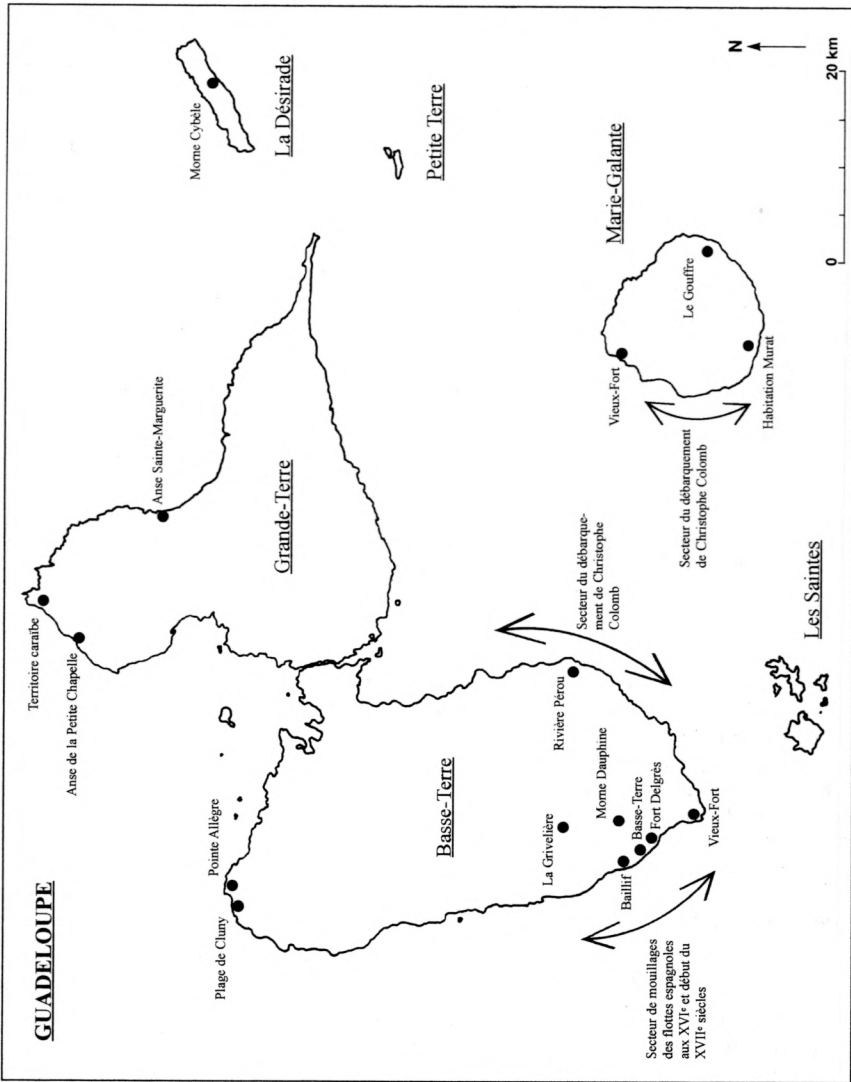 GUADELOUPE
Morne Cybèle
La Désirade
Petite Terre
Territoire caraïbe
Anse de la Petite Chapelle
Anse Sainte-Marguerite
Grande-Terre
Pointe Allègre
Plage de Cluny
Basse-Terre
Secteur du débarque-
ment de Christophe
Colomb
Rivière Pérou
La Grivelière
Morne Dauphine
Basse-Terre
Fort Delgrès
Baillif
Vieux-Fort
Secteur de mouillages
des flottes espagnoles
aux XVIᵉ et début du
XVIIᵉ siècles
Les Saintes
Marie-Galante
Vieux-Fort
Le Gouffre
Habitation Murat
Secteur du débarquement
de Christophe Colomb
N
0 20 km